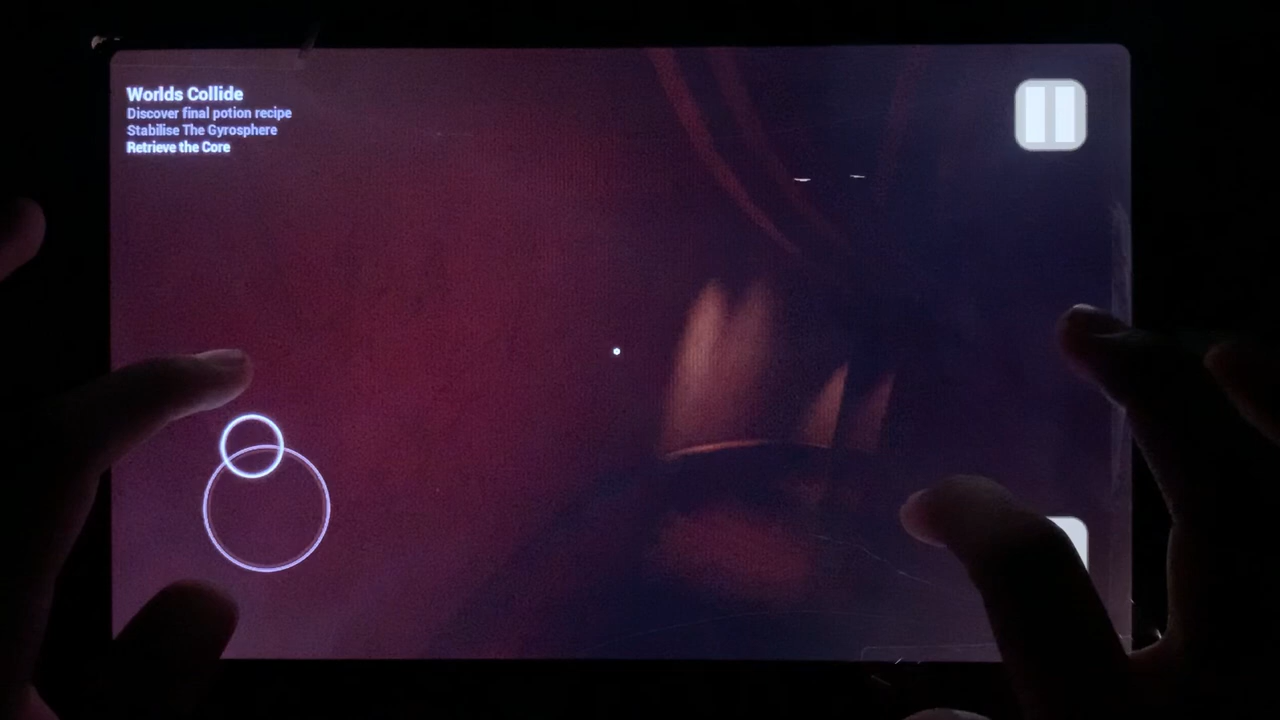 Worlds Collide
Discover final potion recipe
Stabilise The Gyrosphere
Retrieve the Core